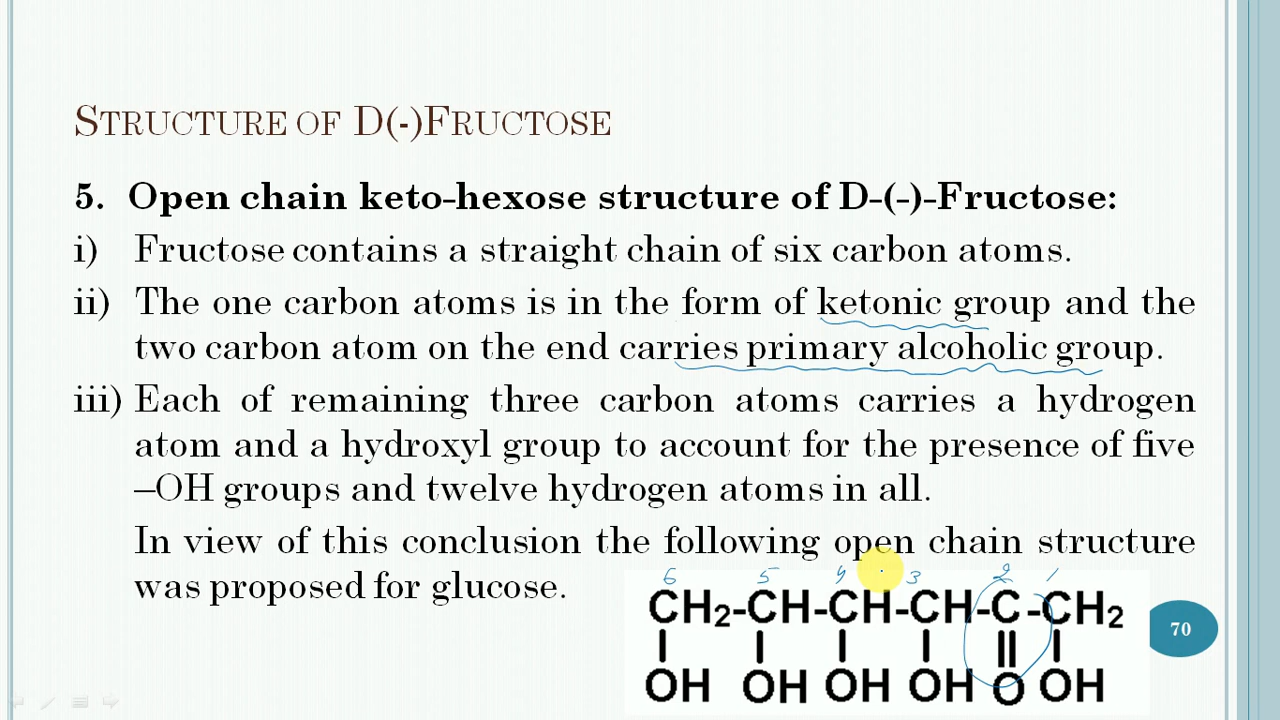 STRUCTURE OF D(-)FRUCTOSE
5. Open chain keto-hexose structure of D-(-)-Fructose:
i) Fructose contains a straight chain of six carbon atoms.
ii) The one carbon atoms is in the form of ketonic group and the
two carbon atom on the end carries primary alcoholic group.
iii) Each of remaining three carbon atoms carries a hydrogen
atom and a hydroxyl group to account for the presence of five
–OH groups and twelve hydrogen atoms in all.
In view of this conclusion the following open chain structure
was proposed for glucose.
6 5 4 3 2 1
CH2-CH-CH-CH-C-CH2
OH OH OH OH O OH
70